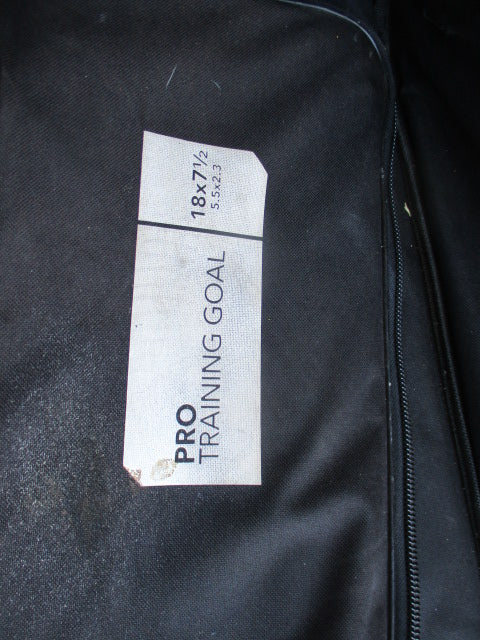 PRO
TRAINING GOAL
18x7½
5.5x2.3